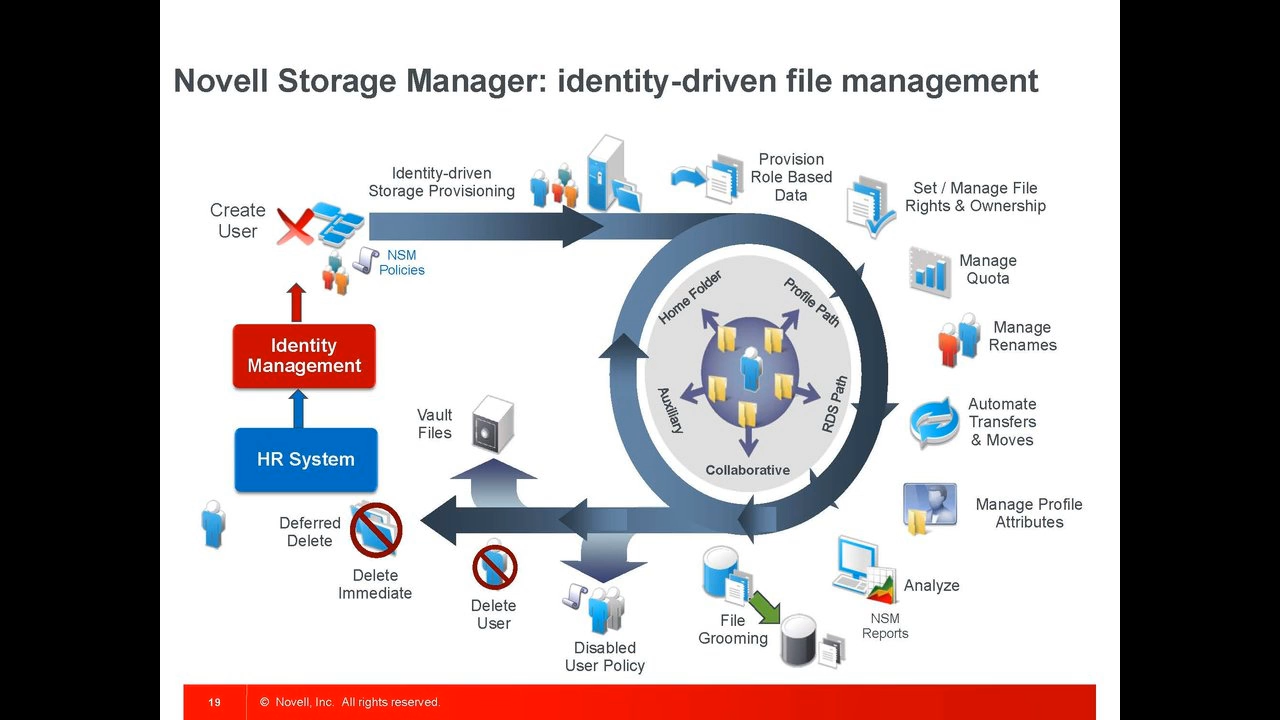 Novell Storage Manager: identity-driven file management
Identity-driven
Storage Provisioning
Provision
Role Based
Data
Set / Manage File
Rights & Ownership
Create
User
NSM
Policies
Manage
Quota
Home Folder
Profile Path
Manage
Renames
Identity
Management
Auxiliary
RDS Path
Collaborative
Automate
Transfers
& Moves
Vault
Files
HR System
Manage Profile
Attributes
Deferred
Delete
Delete
Immediate
Delete
User
Disabled
User Policy
File
Grooming
Analyze
NSM
Reports
19
© Novell, Inc. All rights reserved.